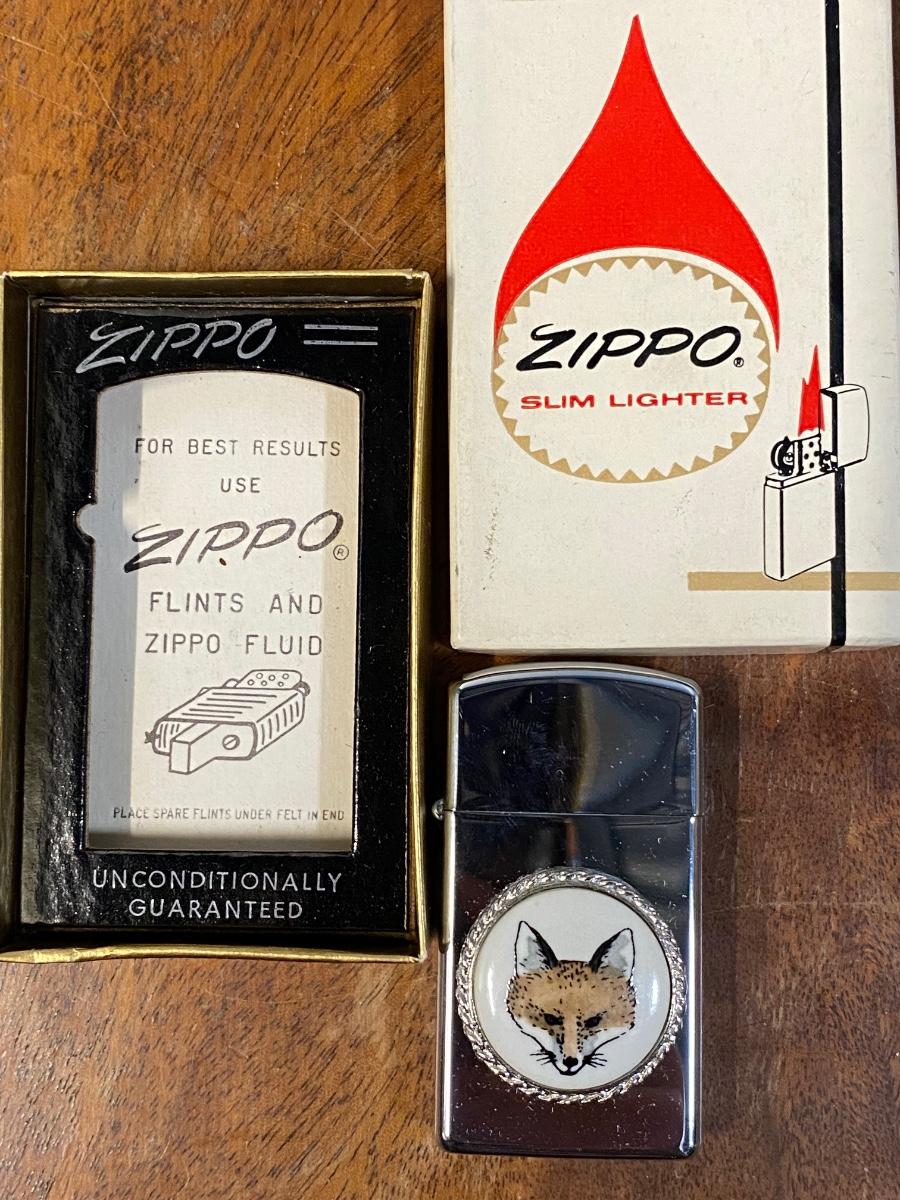 ZIPPO®
SLIM LIGHTER
ZIPPO
FOR BEST RESULTS
USE
ZIPPO®
FLINTS AND
ZIPPO FLUID
PLACE SPARE FLINTS UNDER FELT IN END
UNCONDITIONALLY
GUARANTEED